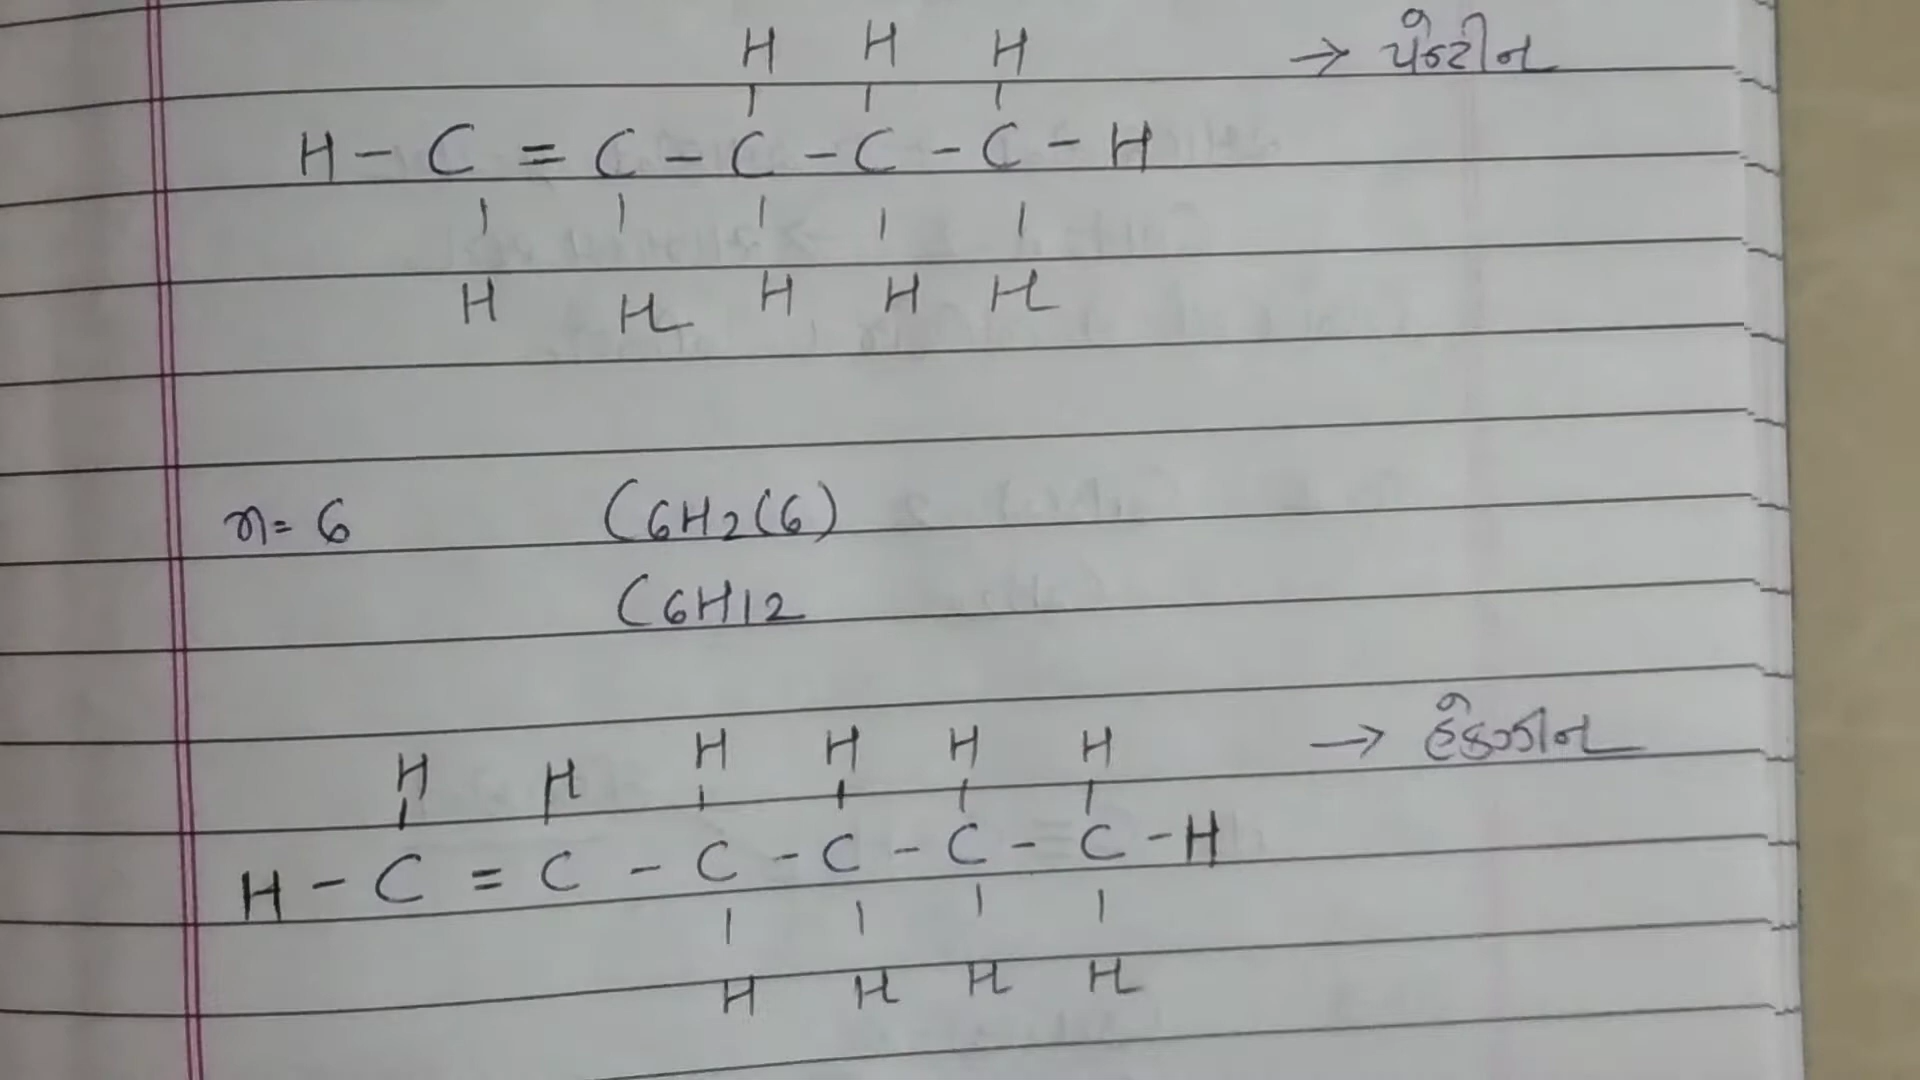 H H H → પેન્ટીન
H - C = C - C - C - C - H
H H H H H
n = 6 C6H2(6)
C6H12
H H H H H H → હેક્ઝીન
H - C = C - C - C - C - C - H
H H H H